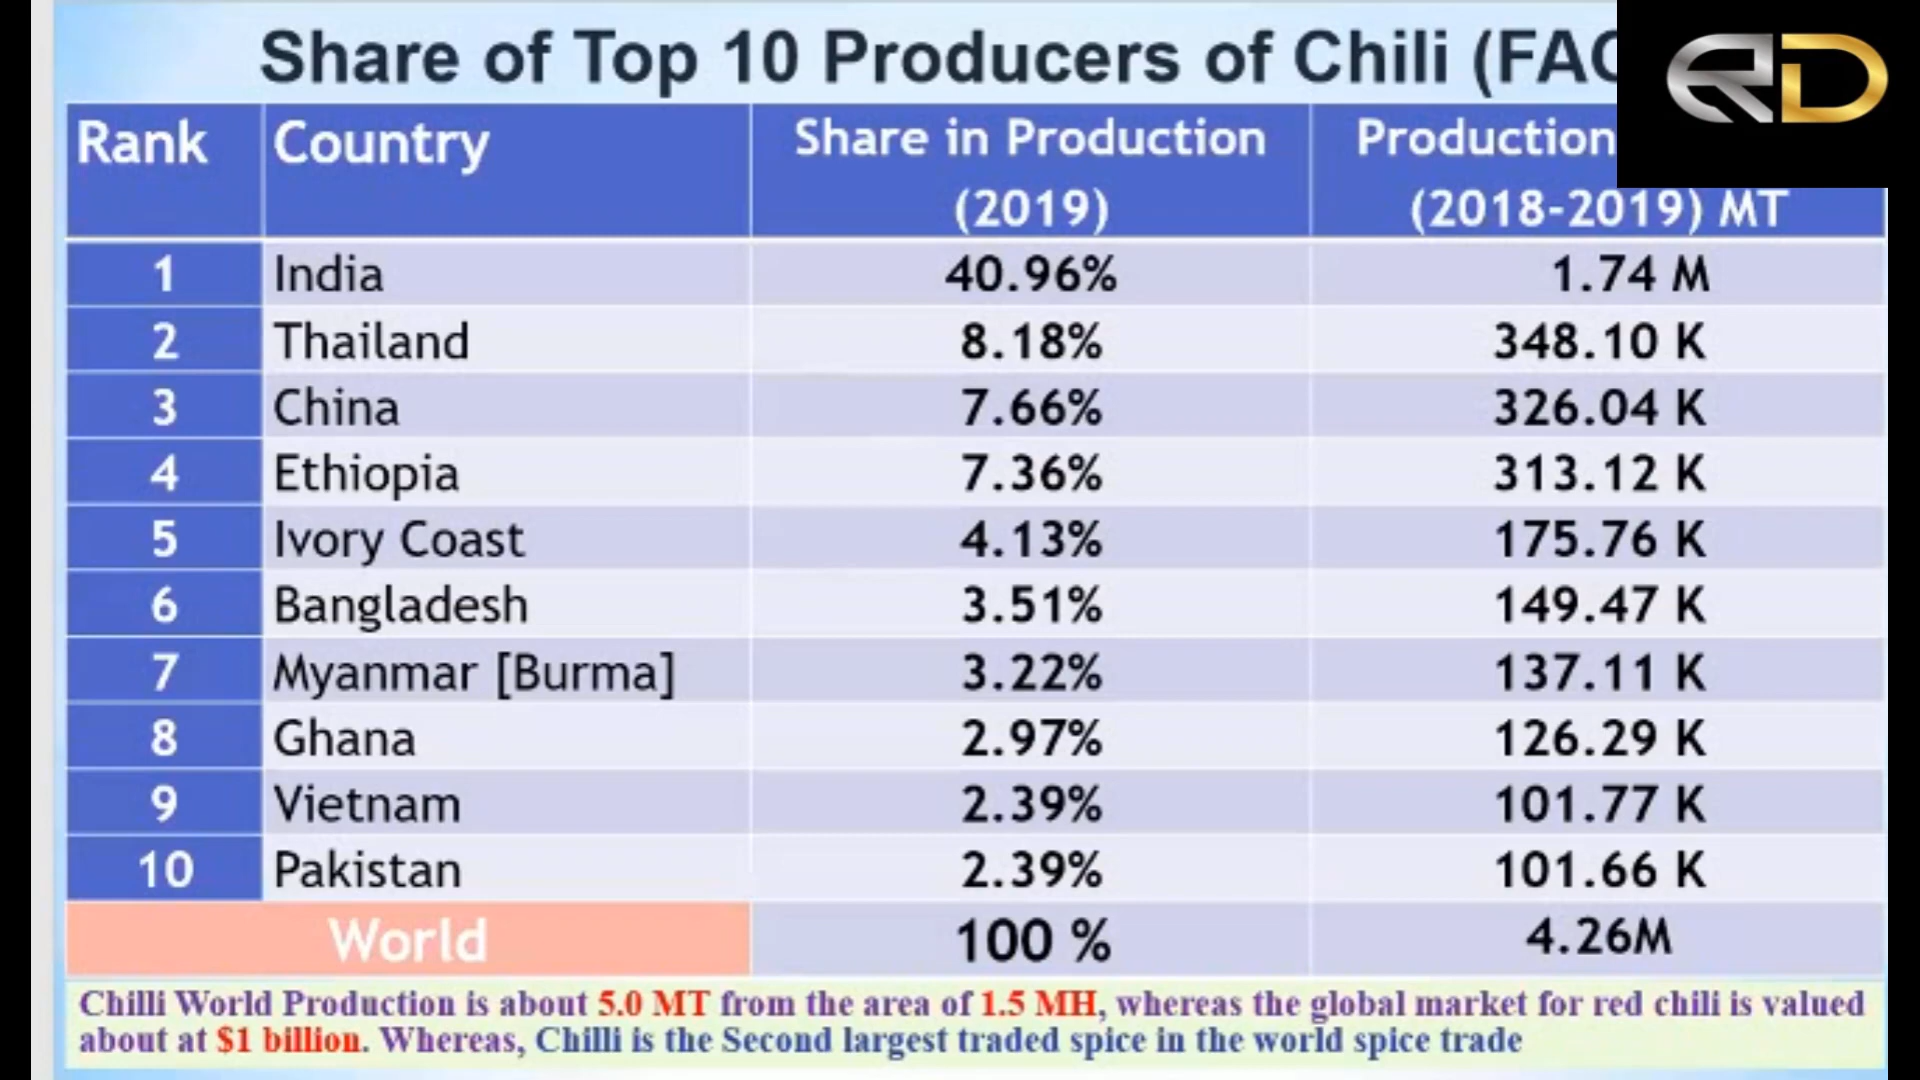 Share of Top 10 Producers of Chili
Rank Country Share in Production (2019) Production (2018-2019) MT
1 India 40.96% 1.74 M
2 Thailand 8.18% 348.10 K
3 China 7.66% 326.04 K
4 Ethiopia 7.36% 313.12 K
5 Ivory Coast 4.13% 175.76 K
6 Bangladesh 3.51% 149.47 K
7 Myanmar [Burma] 3.22% 137.11 K
8 Ghana 2.97% 126.29 K
9 Vietnam 2.39% 101.77 K
10 Pakistan 2.39% 101.66 K
World 100 % 4.26M
Chilli World Production is about 5.0 MT from the area of 1.5 MH, whereas the global market for red chili is valued
about at $1 billion. Whereas, Chilli is the Second largest traded spice in the world spice trade